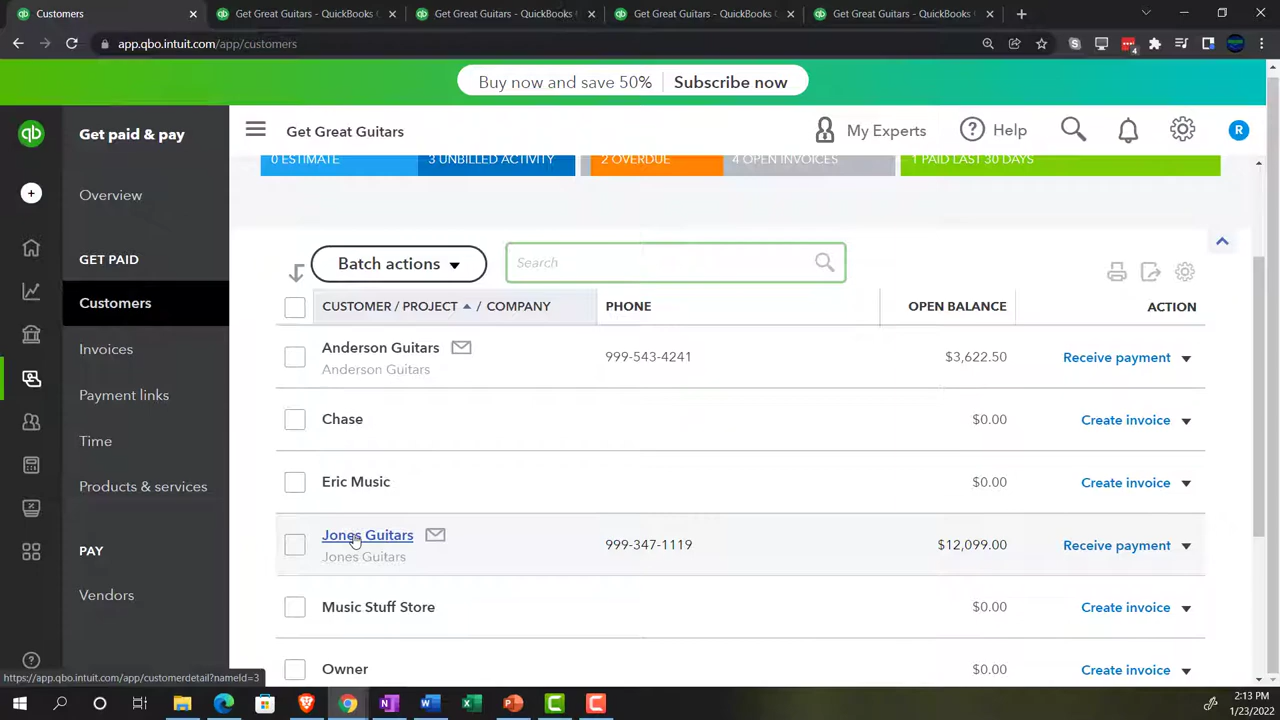 Customers
Get Great Guitars - QuickBooks
Get Great Guitars - QuickBooks
Get Great Guitars - QuickBooks
Get Great Guitars - QuickBooks
app.qbo.intuit.com/app/customers
4
Buy now and save 50% Subscribe now
qb
Get paid & pay
Get Great Guitars
My Experts
Help
R
0 ESTIMATE
3 UNBILLED ACTIVITY
2 OVERDUE
4 OPEN INVOICES
1 PAID LAST 30 DAYS
Overview
GET PAID
Customers
Invoices
Payment links
Time
Products & services
PAY
Vendors
Batch actions
Search
CUSTOMER / PROJECT / COMPANY PHONE OPEN BALANCE ACTION
Anderson Guitars 999-543-4241 $3,622.50 Receive payment
Anderson Guitars
Chase $0.00 Create invoice
Eric Music $0.00 Create invoice
Jones Guitars 999-347-1119 $12,099.00 Receive payment
Jones Guitars
Music Stuff Store $0.00 Create invoice
Owner $0.00 Create invoice
https://app.qbo.intuit.com/app/customerdetail?nameId=3
2:13 PM
1/23/2022